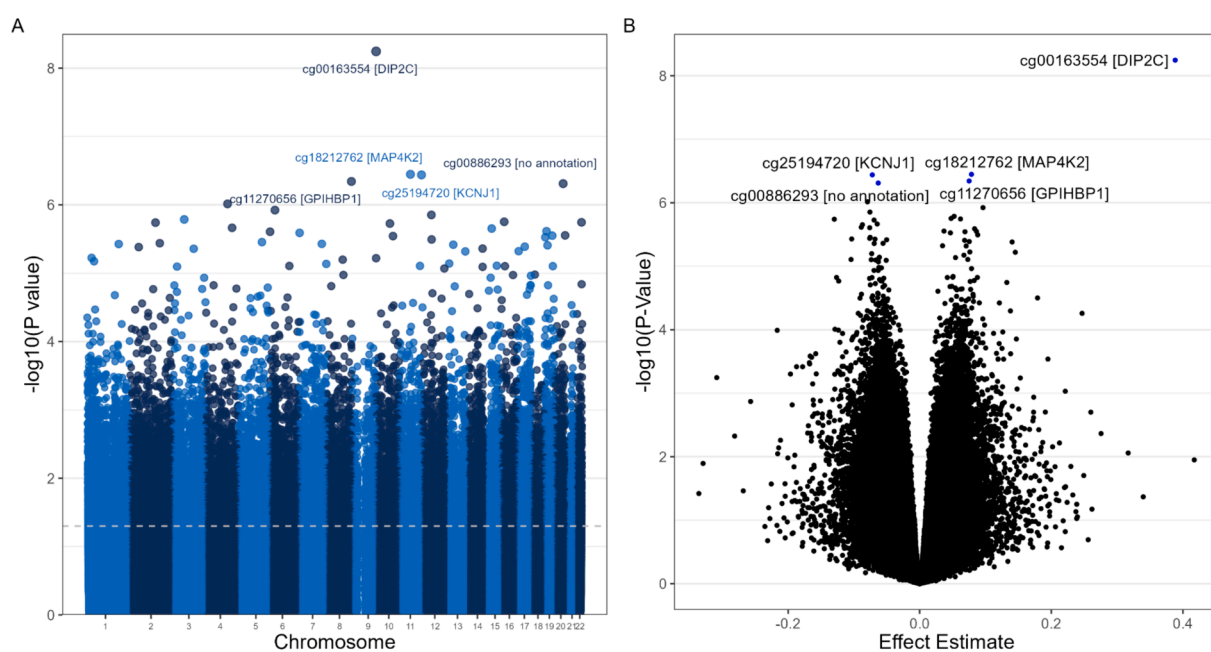 A
-log10(P value)
8
6
4
2
0
cg00163554 [DIP2C]
cg18212762 [MAP4K2]
cg00886293 [no annotation]
cg11270656 [GPIHBP1]
cg25194720 [KCNJ1]
1 2 3 4 5 6 7 8 9 10 11 12 13 14 15 16 17 18 19 20 2122
Chromosome
B
-log10(P-Value)
8
6
4
2
0
cg00163554 [DIP2C]
cg25194720 [KCNJ1]
cg18212762 [MAP4K2]
cg00886293 [no annotation]
cg11270656 [GPIHBP1]
-0.2 0.0 0.2 0.4
Effect Estimate